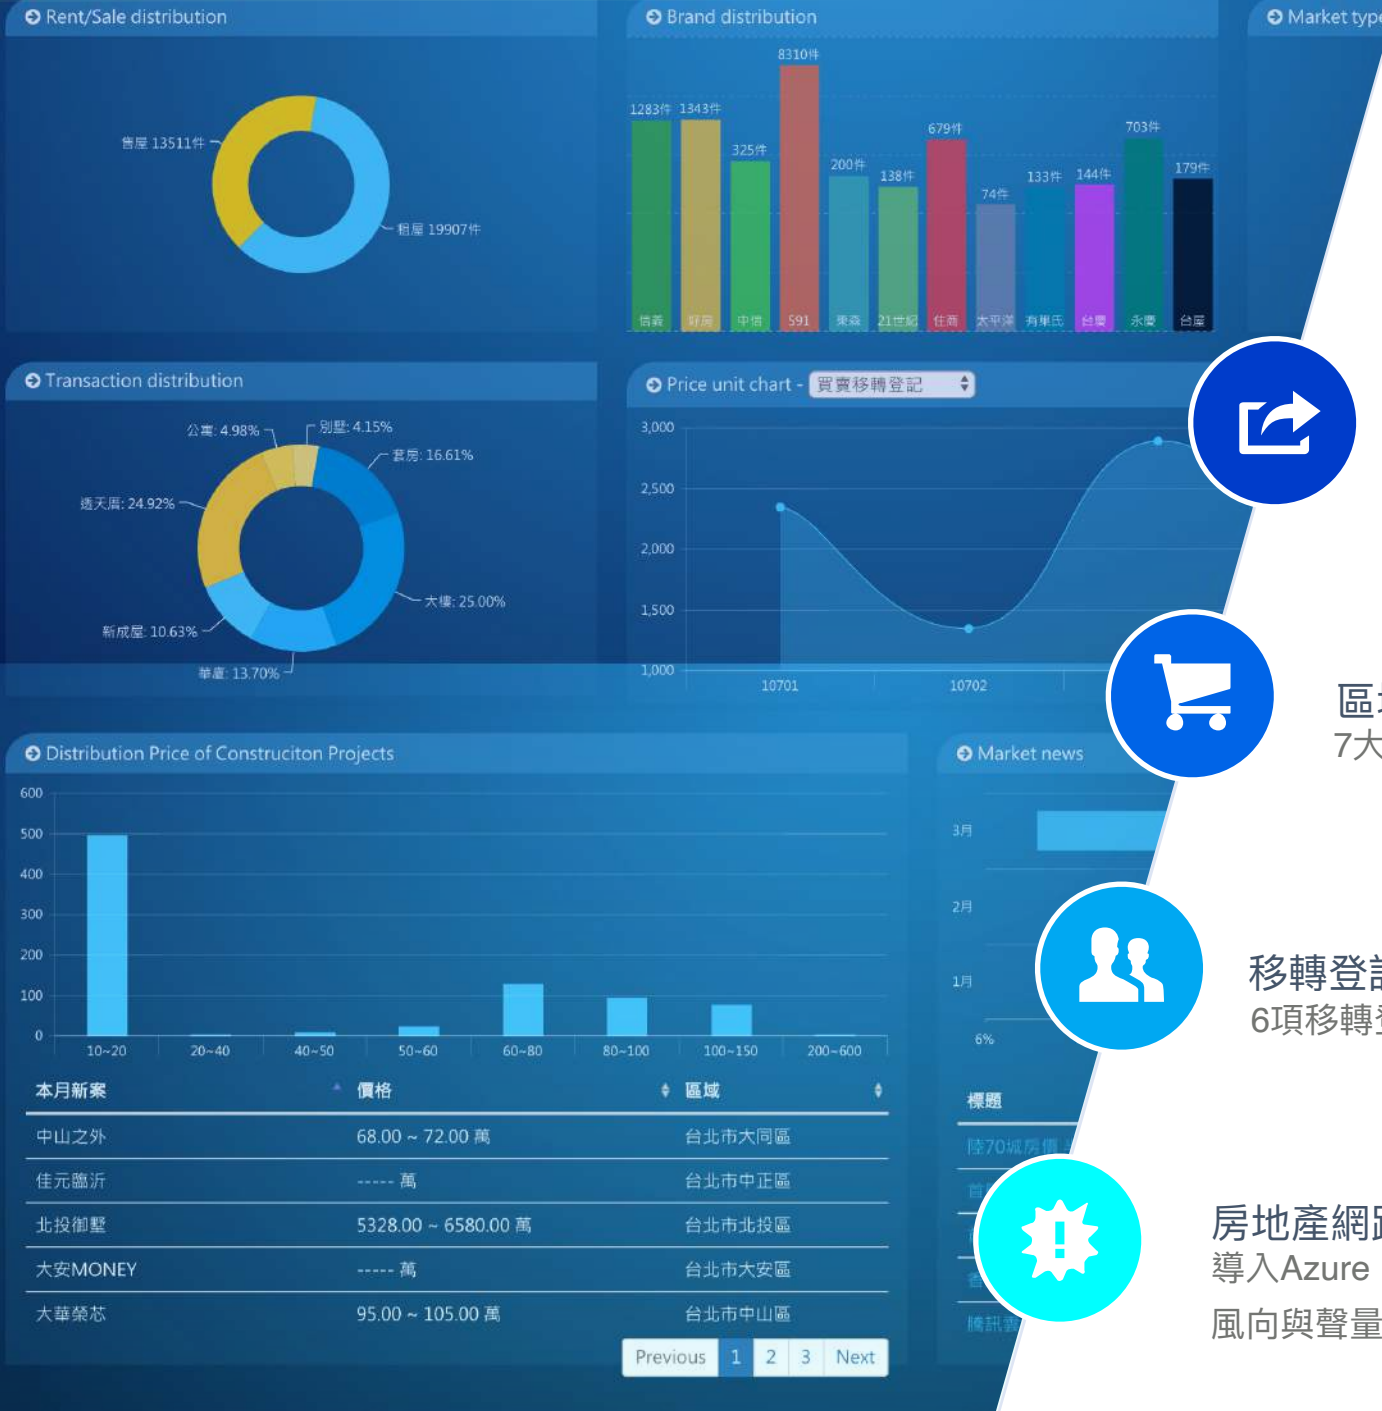 Rent/Sale distribution
售屋 13511件
租屋 19907件
Brand distribution
1283件 1343件 325件 8310件 200件 138件 679件 74件 133件 144件 703件 179件
信義 好房 中信 591 東森 21世紀 住商 太平洋 有巢氏 台慶 永慶 台屋
Market type
Transaction distribution
公寓: 4.98%
別墅: 4.15%
套房: 16.61%
透天厝: 24.92%
大樓: 25.00%
新成屋: 10.63%
華廈: 13.70%
Price unit chart - 買賣移轉登記
3,000
2,500
2,000
1,500
1,000
10701 10702
區域
7大
Distribution Price of Construciton Projects
600
500
400
300
200
100
0
10~20 20~40 40~50 50~60 60~80 80~100 100~150 200~600
本月新案 價格 區域
中山之外 68.00 ~ 72.00 萬 台北市大同區
佳元臨沂 ----- 萬 台北市中正區
北投御墅 5328.00 ~ 6580.00 萬 台北市北投區
大安MONEY ----- 萬 台北市大安區
大華榮芯 95.00 ~ 105.00 萬 台北市中山區
Previous 1 2 3 Next
Market news
3月
2月
1月
6%
標題
陸70城房價
騰訊
移轉登
6項移轉
房地產網
導入Azure
風向與聲量